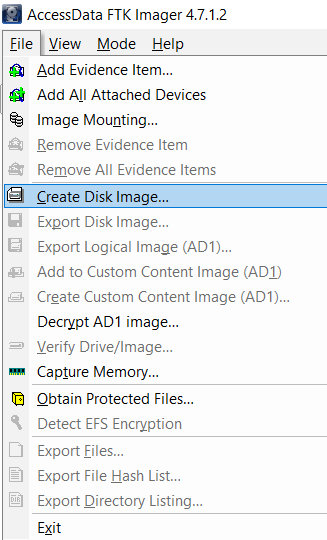 AccessData FTK Imager 4.7.1.2
File View Mode Help
Add Evidence Item...
Add All Attached Devices
Image Mounting...
Remove Evidence Item
Remove All Evidence Items
Create Disk Image...
Export Disk Image...
Export Logical Image (AD1)...
Add to Custom Content Image (AD1)
Create Custom Content Image (AD1)...
Decrypt AD1 image...
Verify Drive/Image...
Capture Memory...
Obtain Protected Files...
Detect EFS Encryption
Export Files...
Export File Hash List...
Export Directory Listing...
Exit